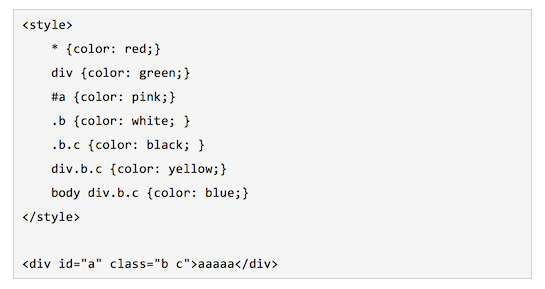 <style>
    * {color: red;}
    div {color: green;}
    #a {color: pink;}
    .b {color: white; }
    .b.c {color: black; }
    div.b.c {color: yellow;}
    body div.b.c {color: blue;}
</style>

<div id="a" class="b c">aaaaa</div>